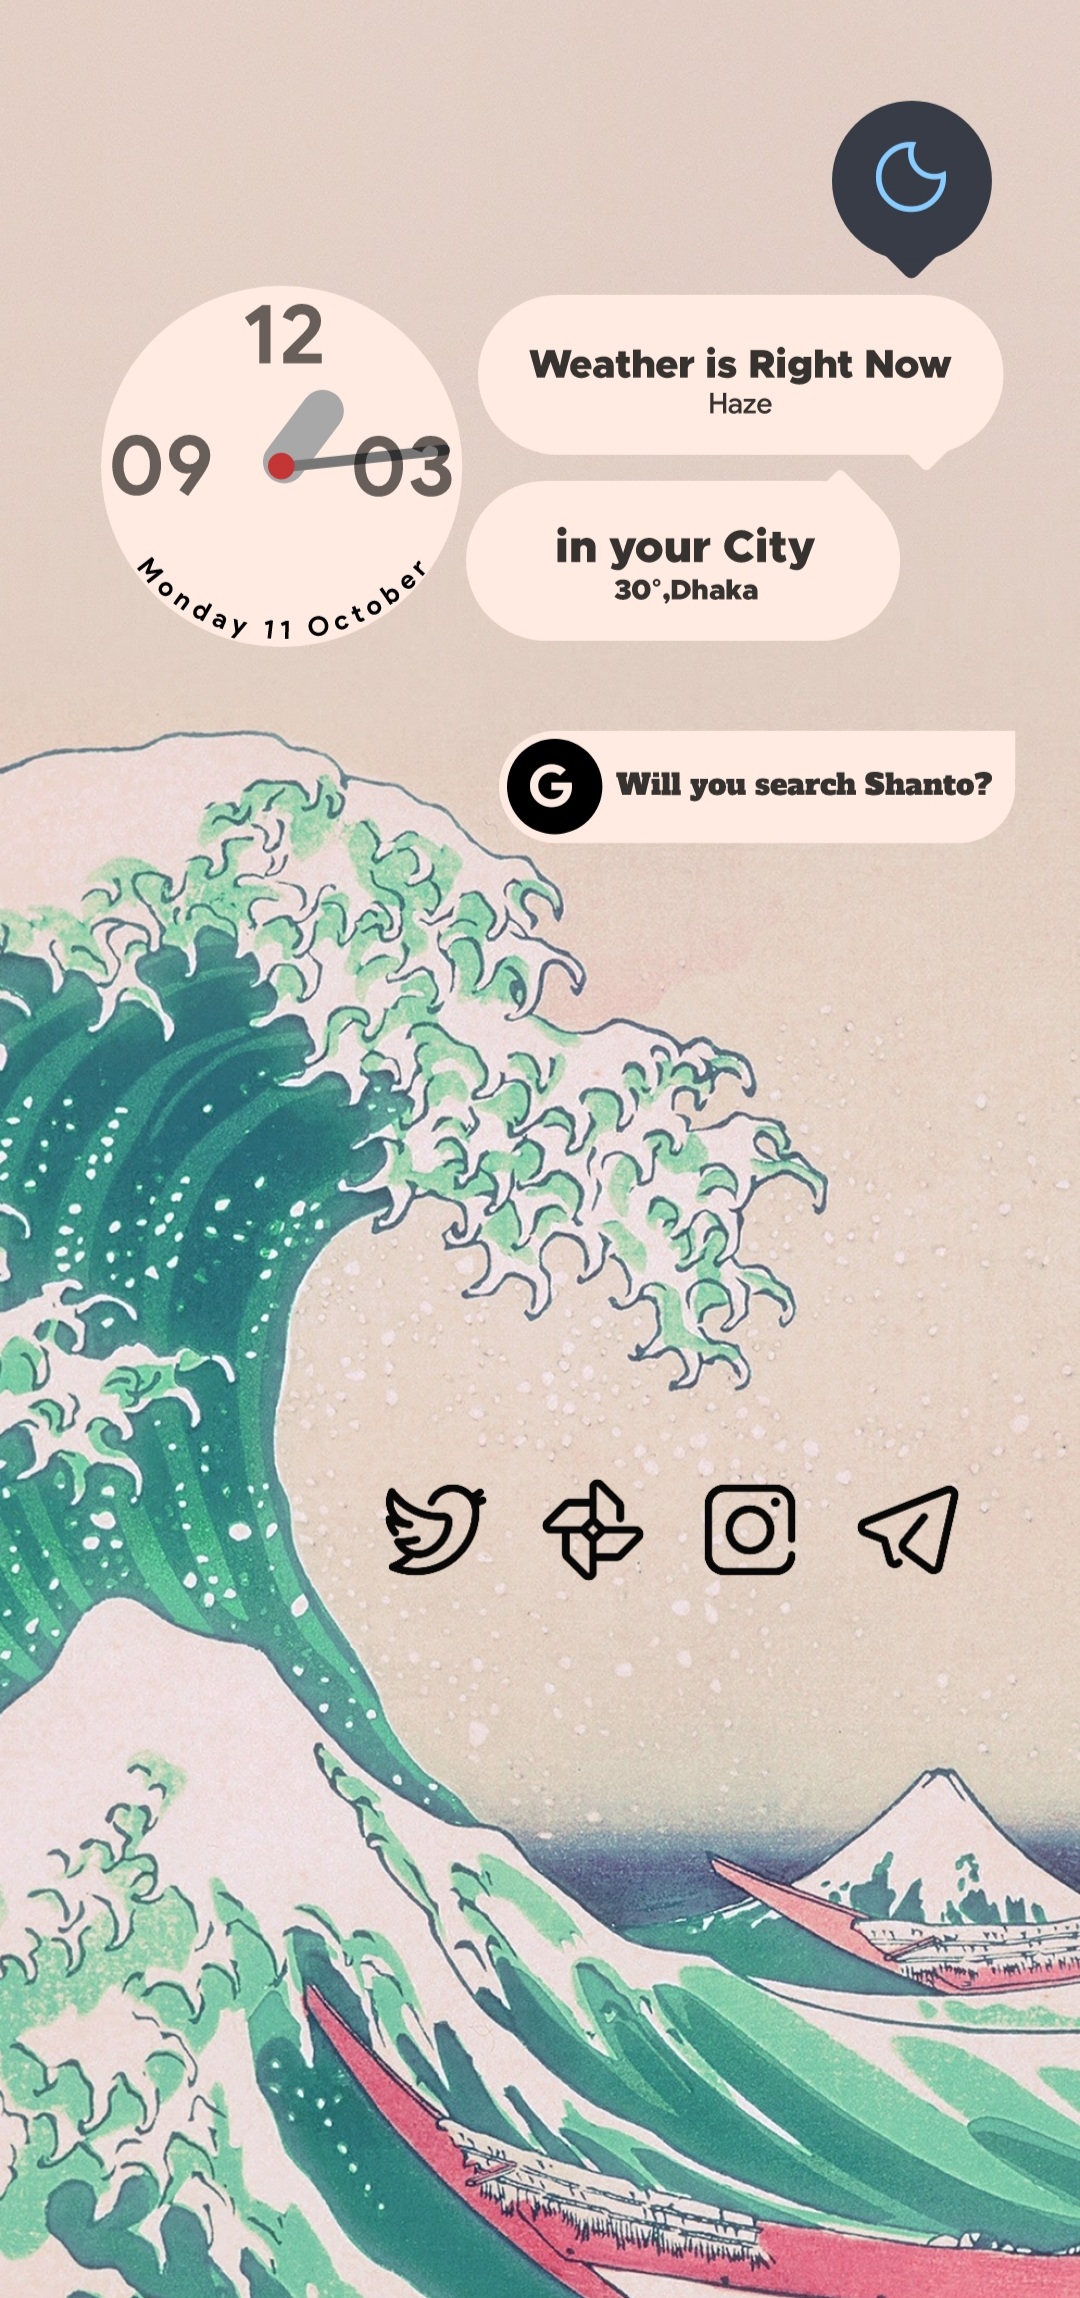 12
09
03
Monday 11 October
Weather is Right Now
Haze
in your City
30°,Dhaka
G
Will you search Shanto?